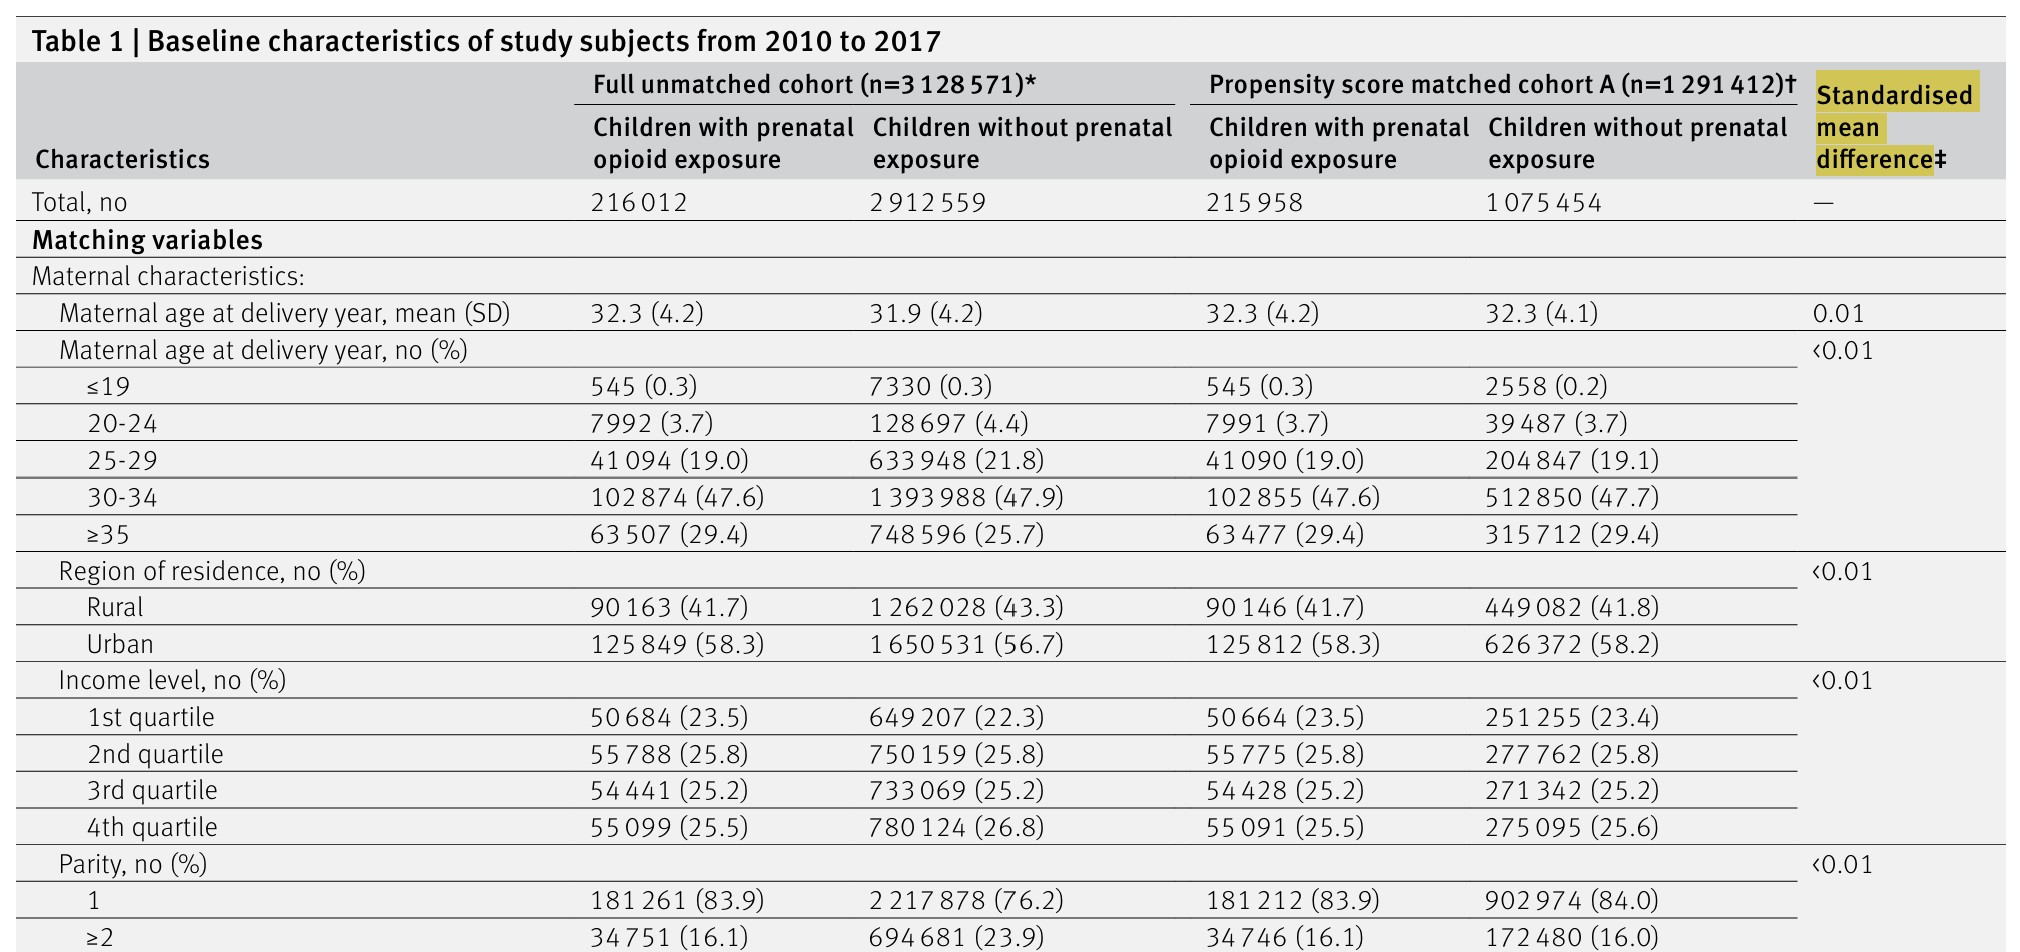 Table 1 | Baseline characteristics of study subjects from 2010 to 2017
Full unmatched cohort (n=3 128 571)* Propensity score matched cohort A (n=1 291 412)† Standardised mean difference‡
Characteristics Children with prenatal opioid exposure Children without prenatal exposure Children with prenatal opioid exposure Children without prenatal exposure
Total, no 216 012 2 912 559 215 958 1 075 454 —
Matching variables
Maternal characteristics:
Maternal age at delivery year, mean (SD) 32.3 (4.2) 31.9 (4.2) 32.3 (4.2) 32.3 (4.1) 0.01
Maternal age at delivery year, no (%) <0.01
≤19 545 (0.3) 7330 (0.3) 545 (0.3) 2558 (0.2)
20-24 7992 (3.7) 128 697 (4.4) 7991 (3.7) 39 487 (3.7)
25-29 41 094 (19.0) 633 948 (21.8) 41 090 (19.0) 204 847 (19.1)
30-34 102 874 (47.6) 1 393 988 (47.9) 102 855 (47.6) 512 850 (47.7)
≥35 63 507 (29.4) 748 596 (25.7) 63 477 (29.4) 315 712 (29.4)
Region of residence, no (%) <0.01
Rural 90 163 (41.7) 1 262 028 (43.3) 90 146 (41.7) 449 082 (41.8)
Urban 125 849 (58.3) 1 650 531 (56.7) 125 812 (58.3) 626 372 (58.2)
Income level, no (%) <0.01
1st quartile 50 684 (23.5) 649 207 (22.3) 50 664 (23.5) 251 255 (23.4)
2nd quartile 55 788 (25.8) 750 159 (25.8) 55 775 (25.8) 277 762 (25.8)
3rd quartile 54 441 (25.2) 733 069 (25.2) 54 428 (25.2) 271 342 (25.2)
4th quartile 55 099 (25.5) 780 124 (26.8) 55 091 (25.5) 275 095 (25.6)
Parity, no (%) <0.01
1 181 261 (83.9) 2 217 878 (76.2) 181 212 (83.9) 902 974 (84.0)
≥2 34 751 (16.1) 694 681 (23.9) 34 746 (16.1) 172 480 (16.0)